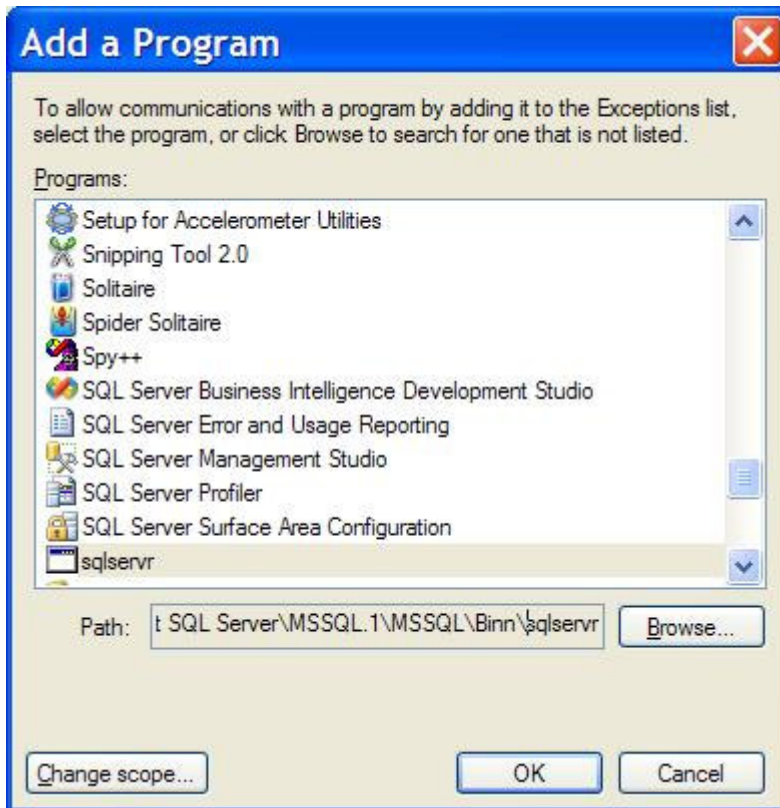 Add a Program
To allow communications with a program by adding it to the Exceptions list,
select the program, or click Browse to search for one that is not listed.
Programs:
Setup for Accelerometer Utilities
Snipping Tool 2.0
Solitaire
Spider Solitaire
Spy++
SQL Server Business Intelligence Development Studio
SQL Server Error and Usage Reporting
SQL Server Management Studio
SQL Server Profiler
SQL Server Surface Area Configuration
sqlservr
Path: t SQL Server\MSSQL.1\MSSQL\Binn\sqlservr Browse...
Change scope... OK Cancel